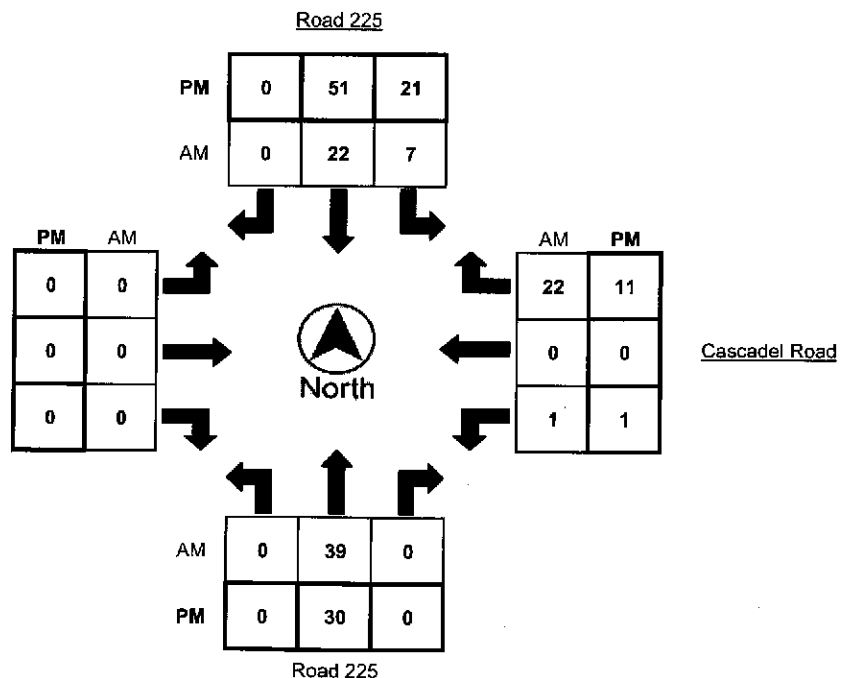 Road 225
PM 0 51 21
AM 0 22 7
PM AM
0 0
0 0
0 0
North
AM PM
22 11
0 0
1 1
Cascadel Road
AM 0 39 0
PM 0 30 0
Road 225